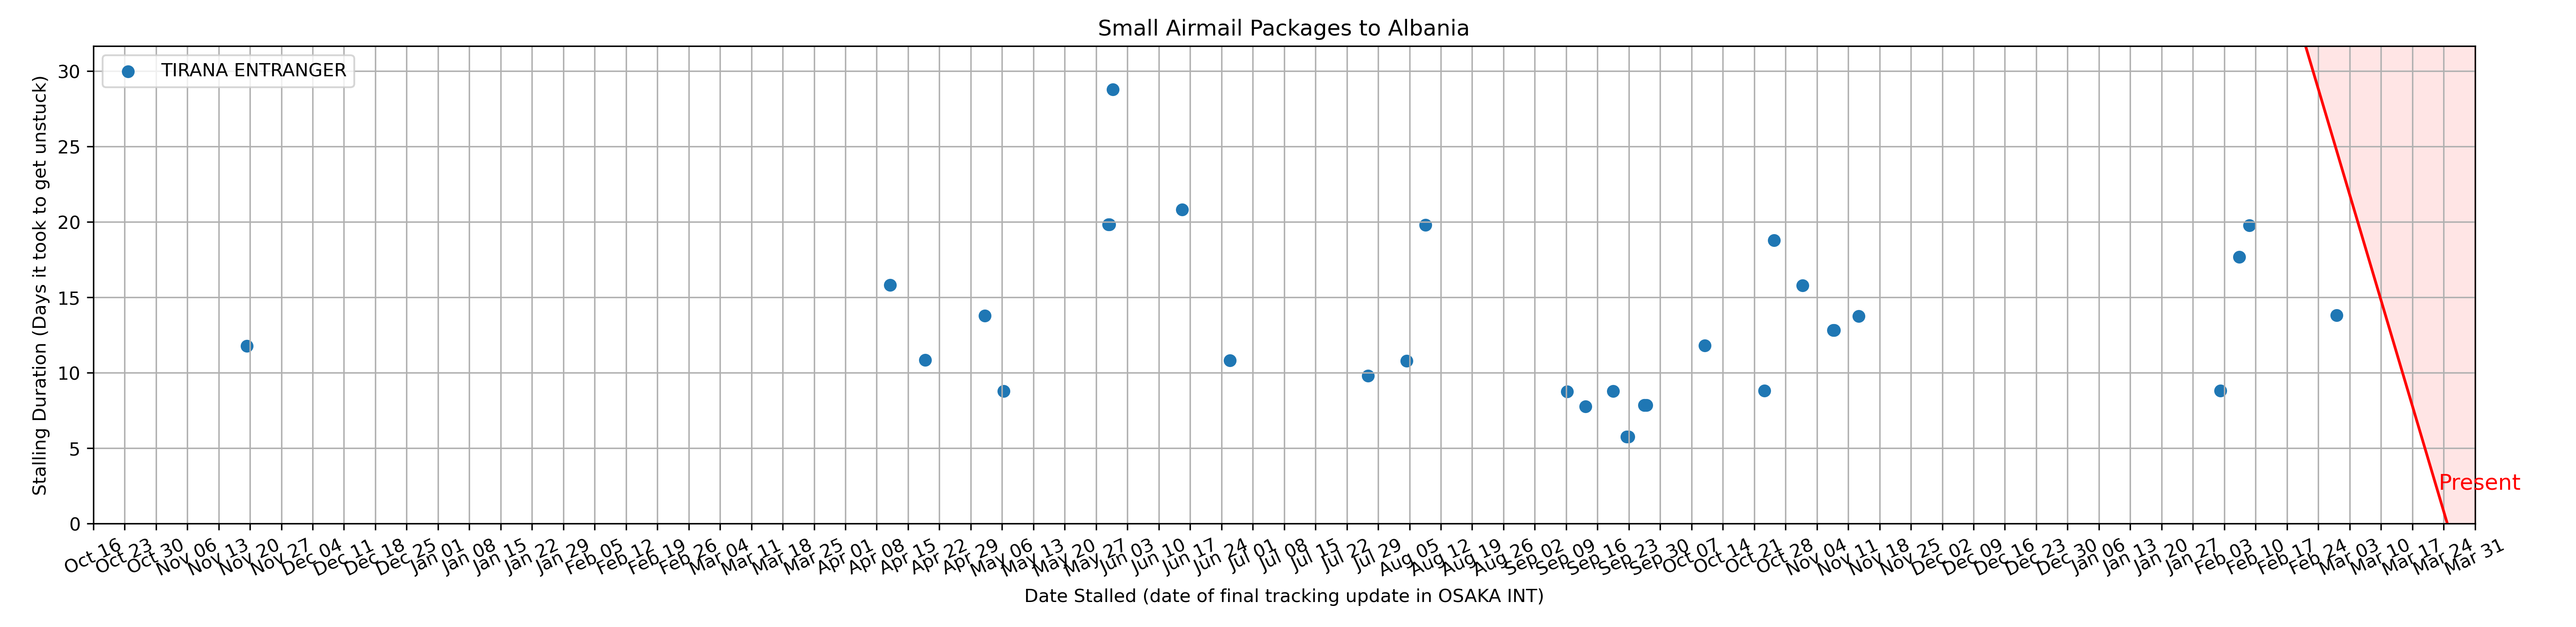 Small Airmail Packages to Albania
TIRANA ENTRANGER
Stalling Duration (Days it took to get unstuck)
30
25
20
15
10
5
0
Present
Oct 16
Oct 23
Oct 30
Nov 06
Nov 13
Nov 20
Nov 27
Dec 04
Dec 11
Dec 18
Dec 25
Jan 01
Jan 08
Jan 15
Jan 22
Jan 29
Feb 05
Feb 12
Feb 19
Feb 26
Mar 04
Mar 11
Mar 18
Mar 25
Apr 01
Apr 08
Apr 15
Apr 22
Apr 29
May 06
May 13
May 20
May 27
Jun 03
Jun 10
Jun 17
Jun 24
Jul 01
Jul 08
Jul 15
Jul 22
Jul 29
Aug 05
Aug 12
Aug 19
Aug 26
Sep 02
Sep 09
Sep 16
Sep 23
Sep 30
Oct 07
Oct 14
Oct 21
Oct 28
Nov 04
Nov 11
Nov 18
Nov 25
Dec 02
Dec 09
Dec 16
Dec 23
Dec 30
Jan 06
Jan 13
Jan 20
Jan 27
Feb 03
Feb 10
Feb 17
Feb 24
Mar 03
Mar 10
Mar 17
Mar 24
Mar 31
Date Stalled (date of final tracking update in OSAKA INT)